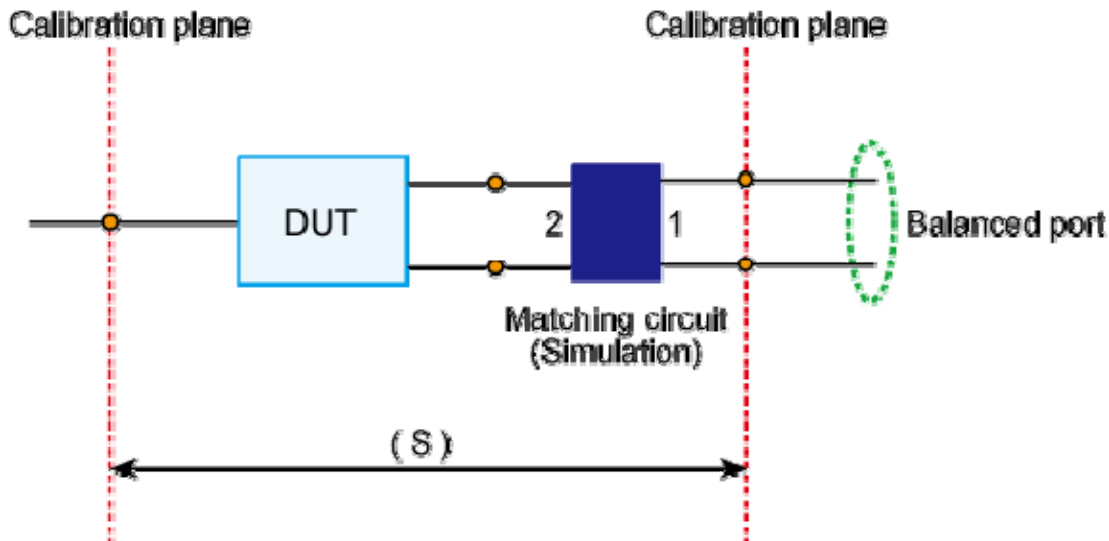 Calibration plane
Calibration plane
DUT
2
1
Balanced port
Matching circuit
(Simulation)
( S )